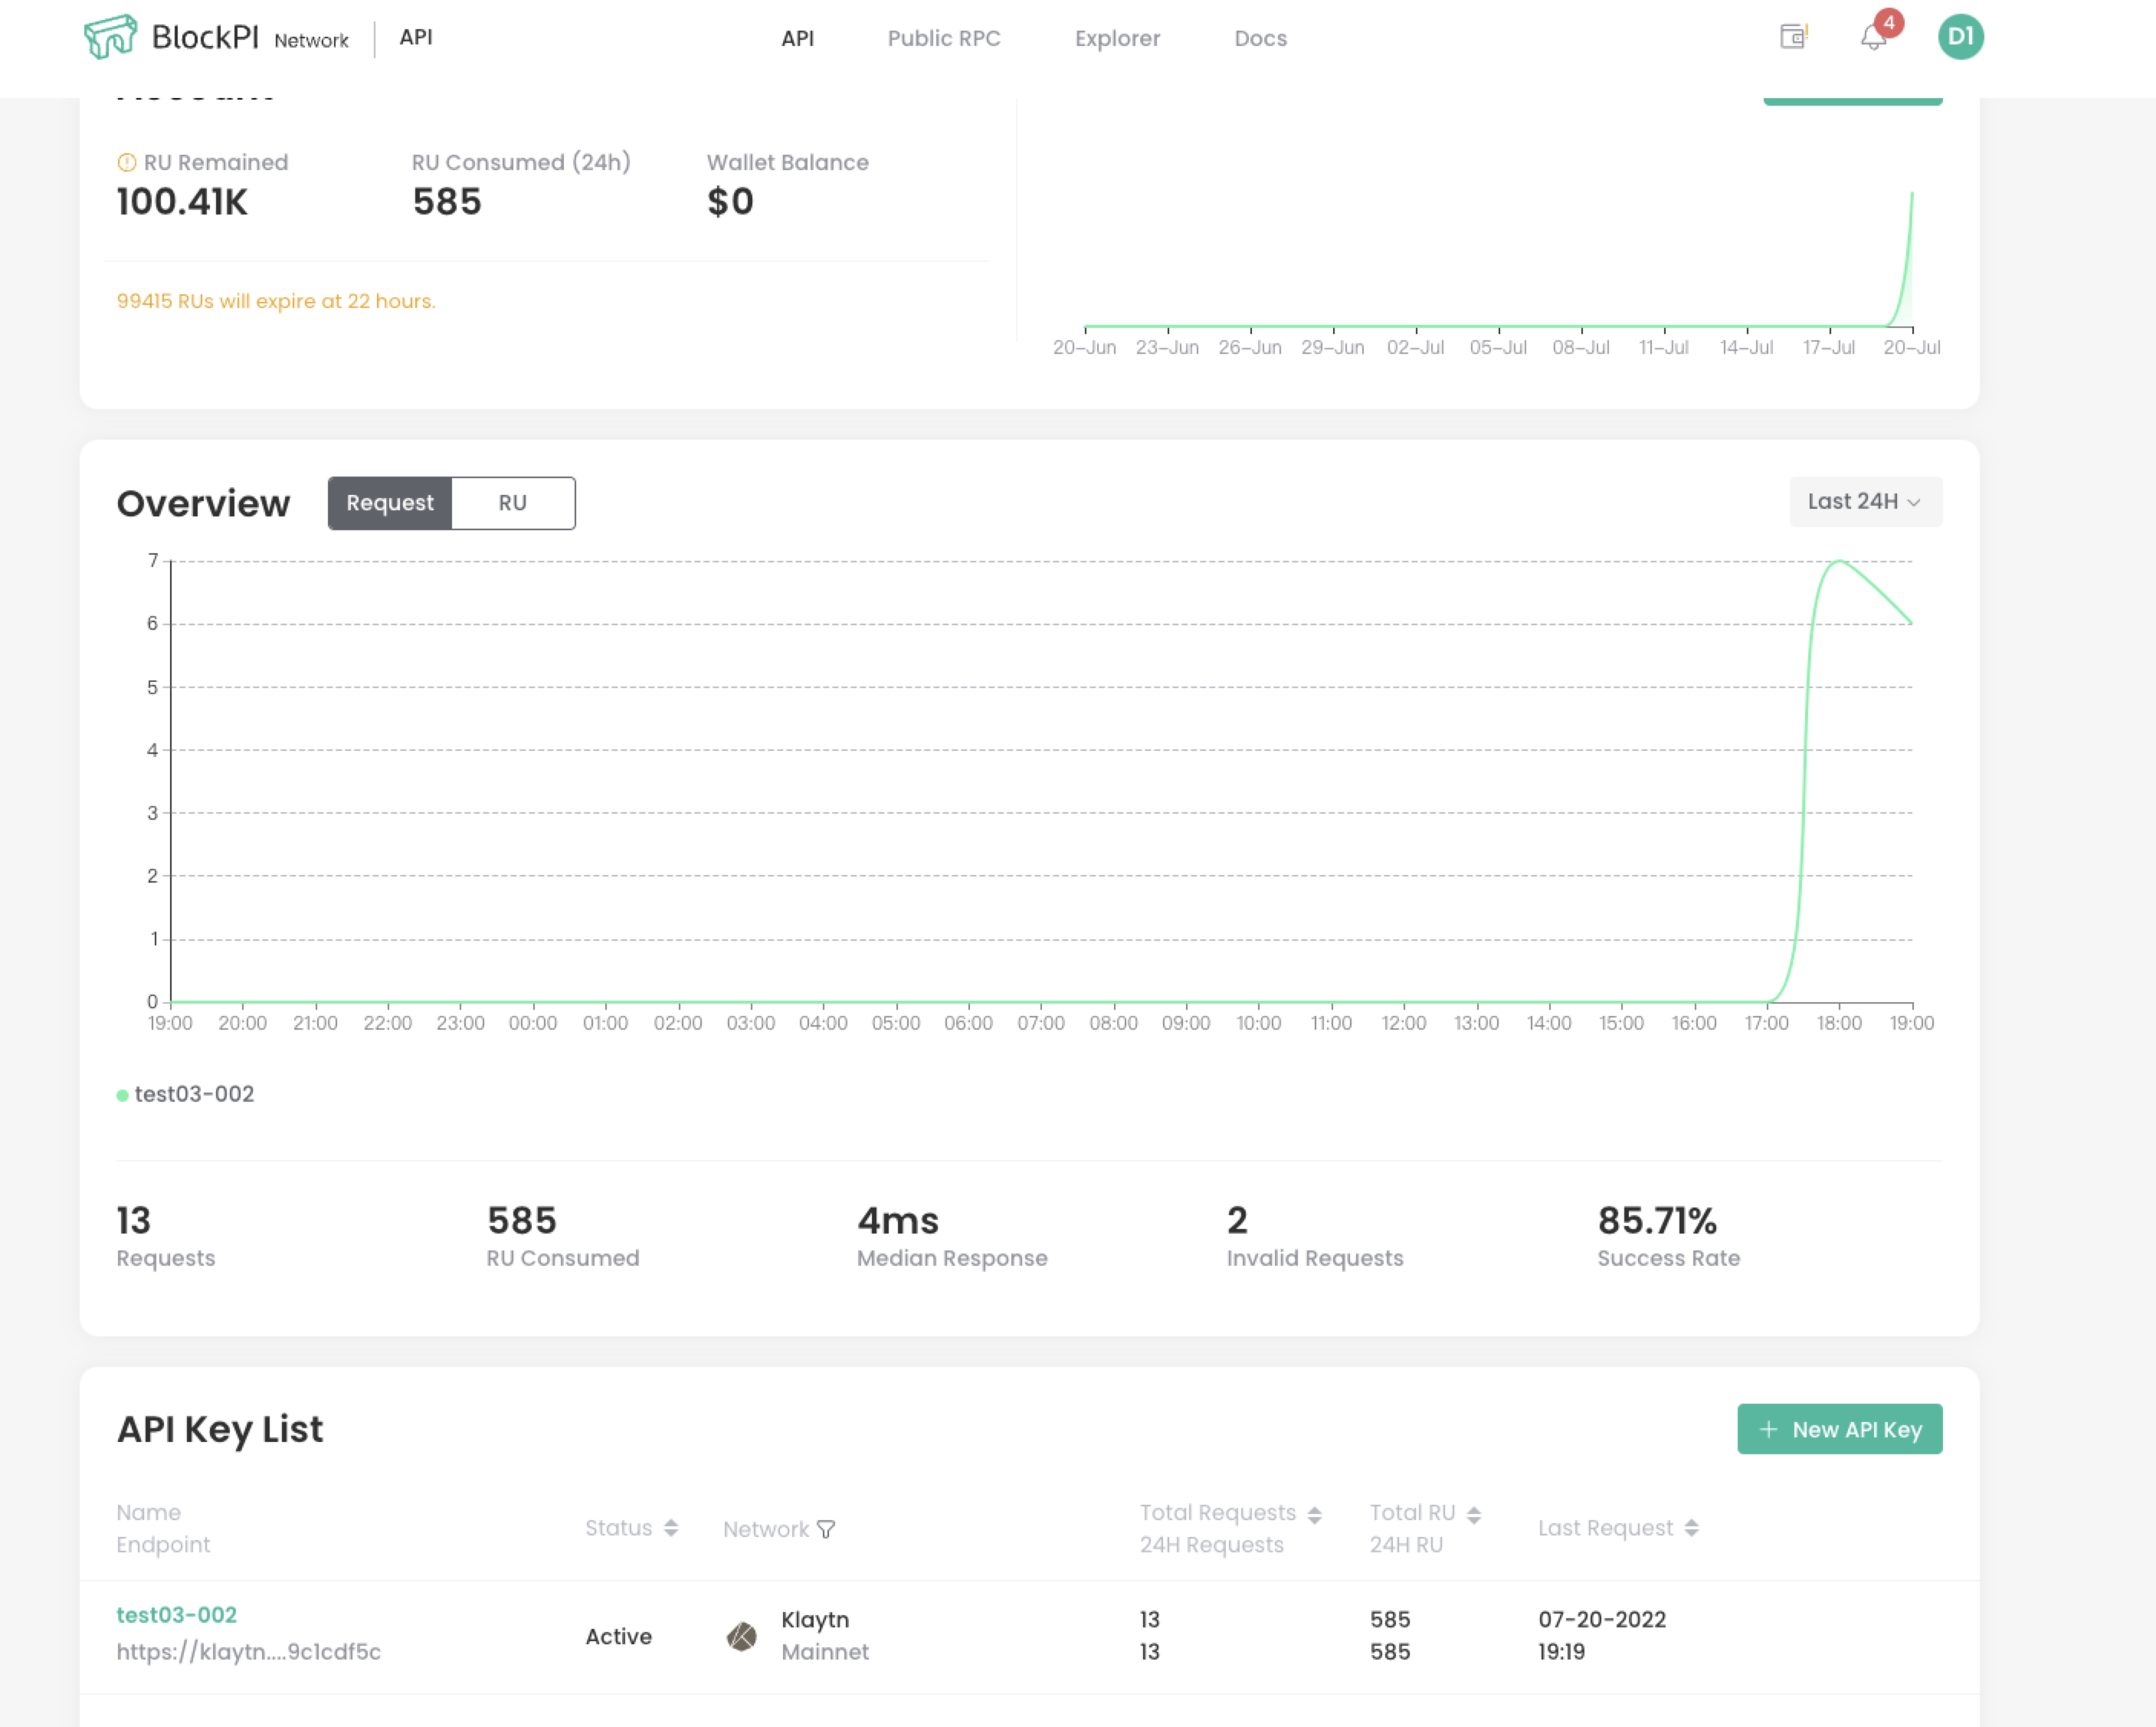 BlockPI Network API
API Public RPC Explorer Docs
4
D1
RU Remained RU Consumed (24h) Wallet Balance
100.41K 585 $0
99415 RUs will expire at 22 hours.
20-Jun 23-Jun 26-Jun 29-Jun 02-Jul 05-Jul 08-Jul 11-Jul 14-Jul 17-Jul 20-Jul
Overview Request RU Last 24H
7
6
5
4
3
2
1
0
19:00 20:00 21:00 22:00 23:00 00:00 01:00 02:00 03:00 04:00 05:00 06:00 07:00 08:00 09:00 10:00 11:00 12:00 13:00 14:00 15:00 16:00 17:00 18:00 19:00
test03-002
13 585 4ms 2 85.71%
Requests RU Consumed Median Response Invalid Requests Success Rate
API Key List + New API Key
Name Status Network Total Requests Total RU Last Request
Endpoint 24H Requests 24H RU
test03-002 Active Klaytn 13 585 07-20-2022
https://klaytn....9c1cdf5c Mainnet 13 585 19:19